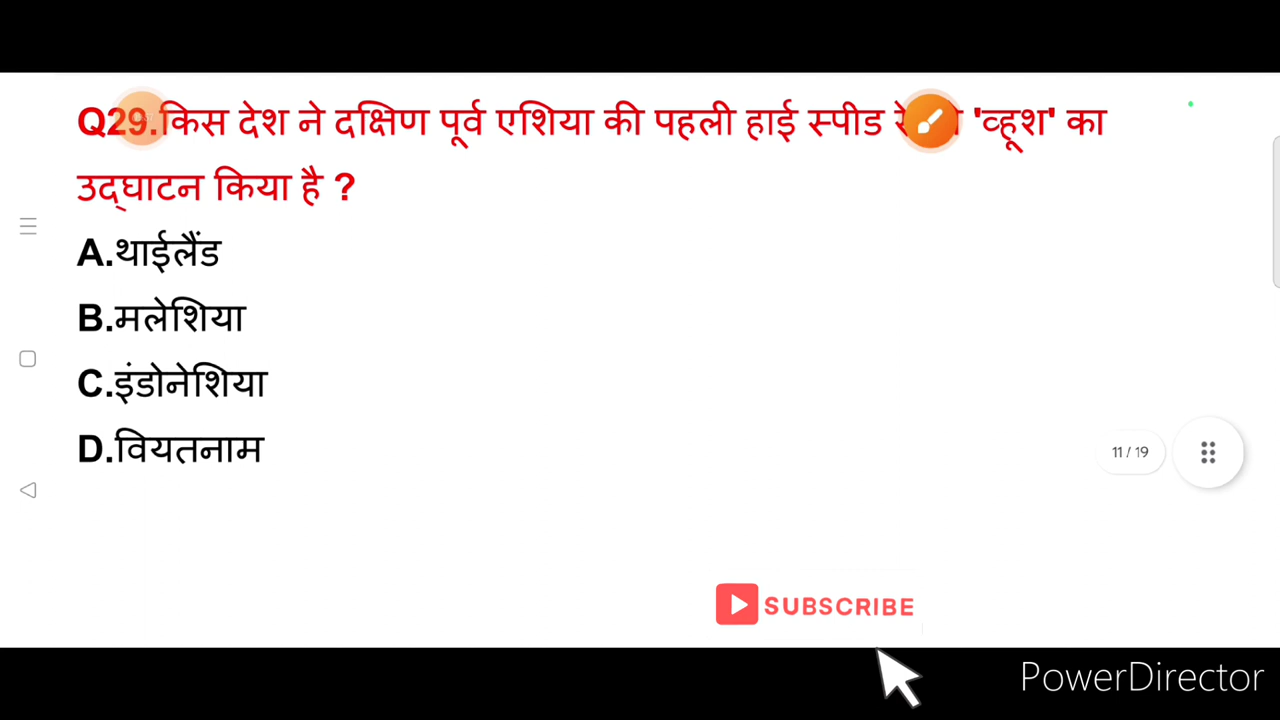 Q29.किस देश ने दक्षिण पूर्व एशिया की पहली हाई स्पीड 'व्हूश' का
उद्घाटन किया है ?
A.थाईलैंड
B.मलेशिया
C.इंडोनेशिया
D.वियतनाम
11 / 19
SUBSCRIBE
PowerDirector